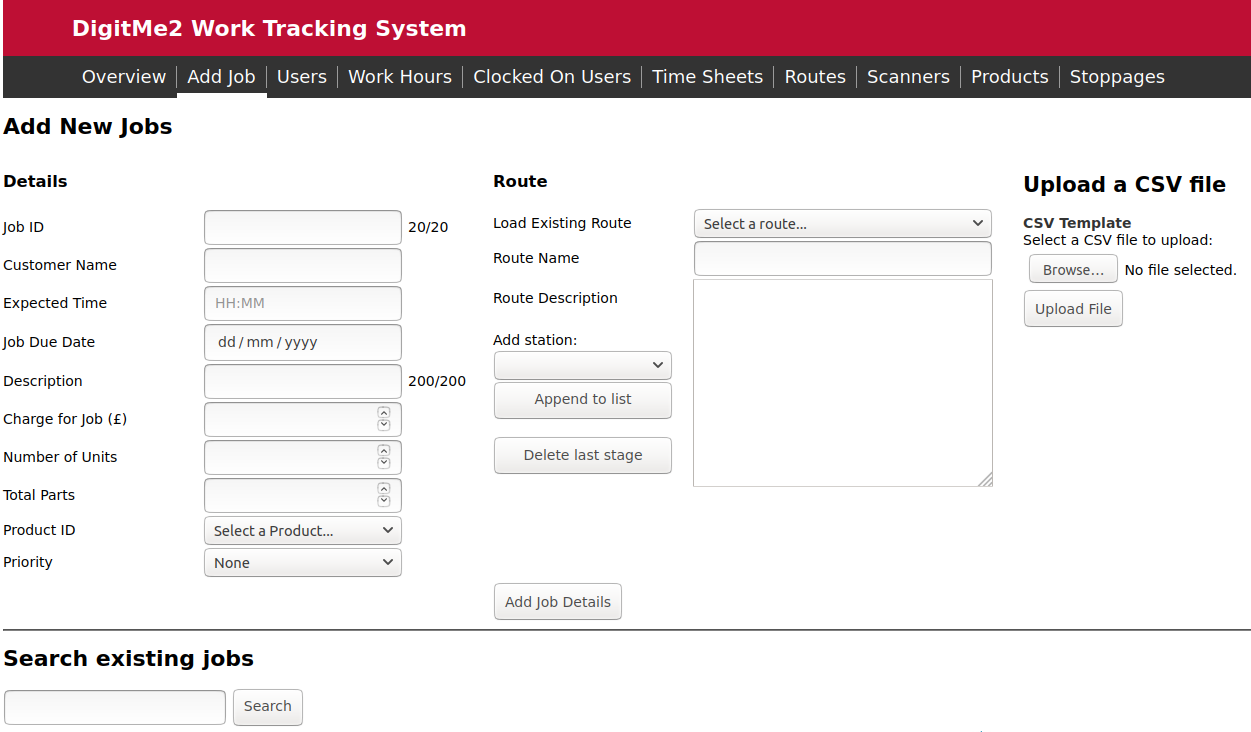 DigitMe2 Work Tracking System
Overview Add Job Users Work Hours Clocked On Users Time Sheets Routes Scanners Products Stoppages
Add New Jobs
Details
Job ID 20/20
Customer Name
Expected Time HH:MM
Job Due Date dd/mm/yyyy
Description 200/200
Charge for Job (£)
Number of Units
Total Parts
Product ID Select a Product...
Priority None
Route
Load Existing Route Select a route...
Route Name
Route Description
Add station:
Append to list
Delete last stage
Add Job Details
Upload a CSV file
CSV Template
Select a CSV file to upload:
Browse... No file selected.
Upload File
Search existing jobs
Search